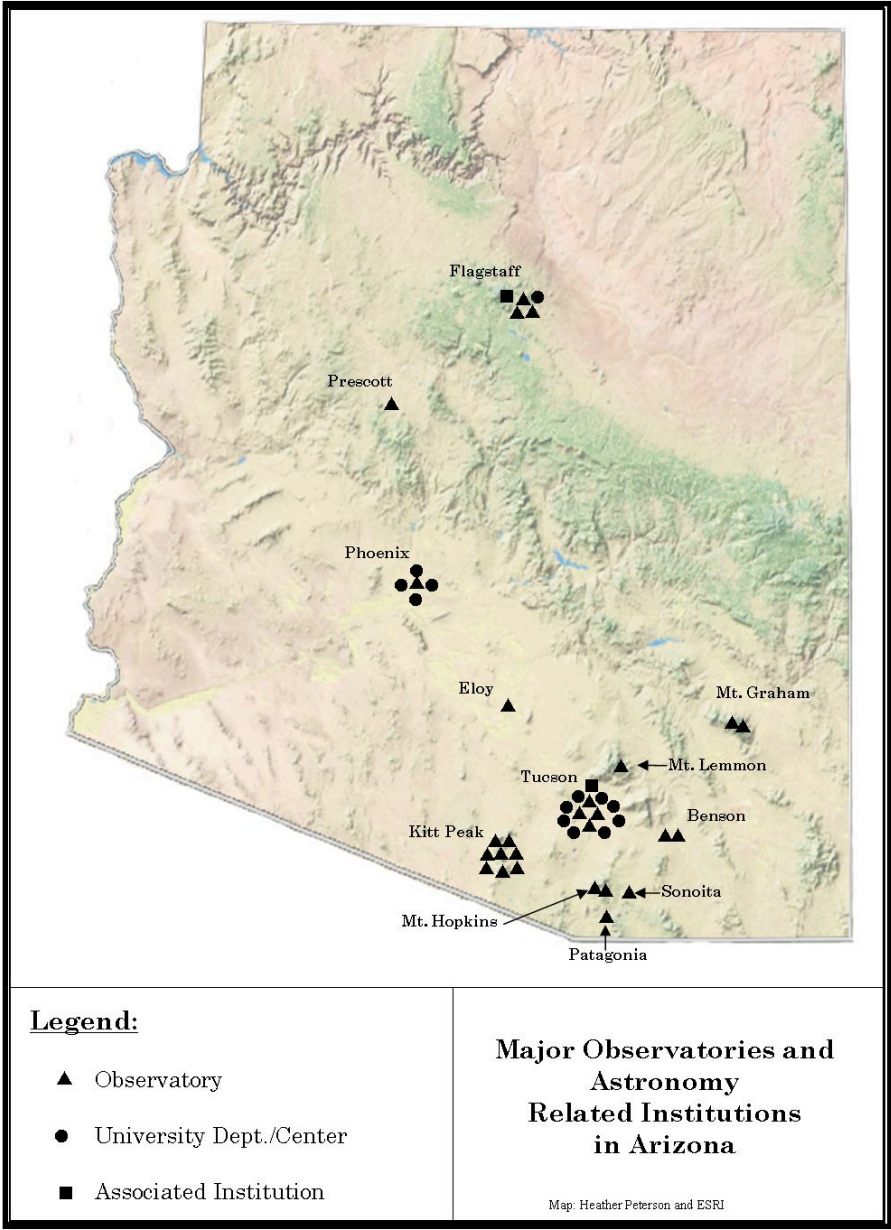 Flagstaff
Prescott
Phoenix
Eloy
Mt. Graham
Mt. Lemmon
Tucson
Benson
Kitt Peak
Sonoita
Mt. Hopkins
Patagonia
Legend:
Observatory
University Dept./Center
Associated Institution
Major Observatories and
Astronomy
Related Institutions
in Arizona
Map: Heather Peterson and ESRI